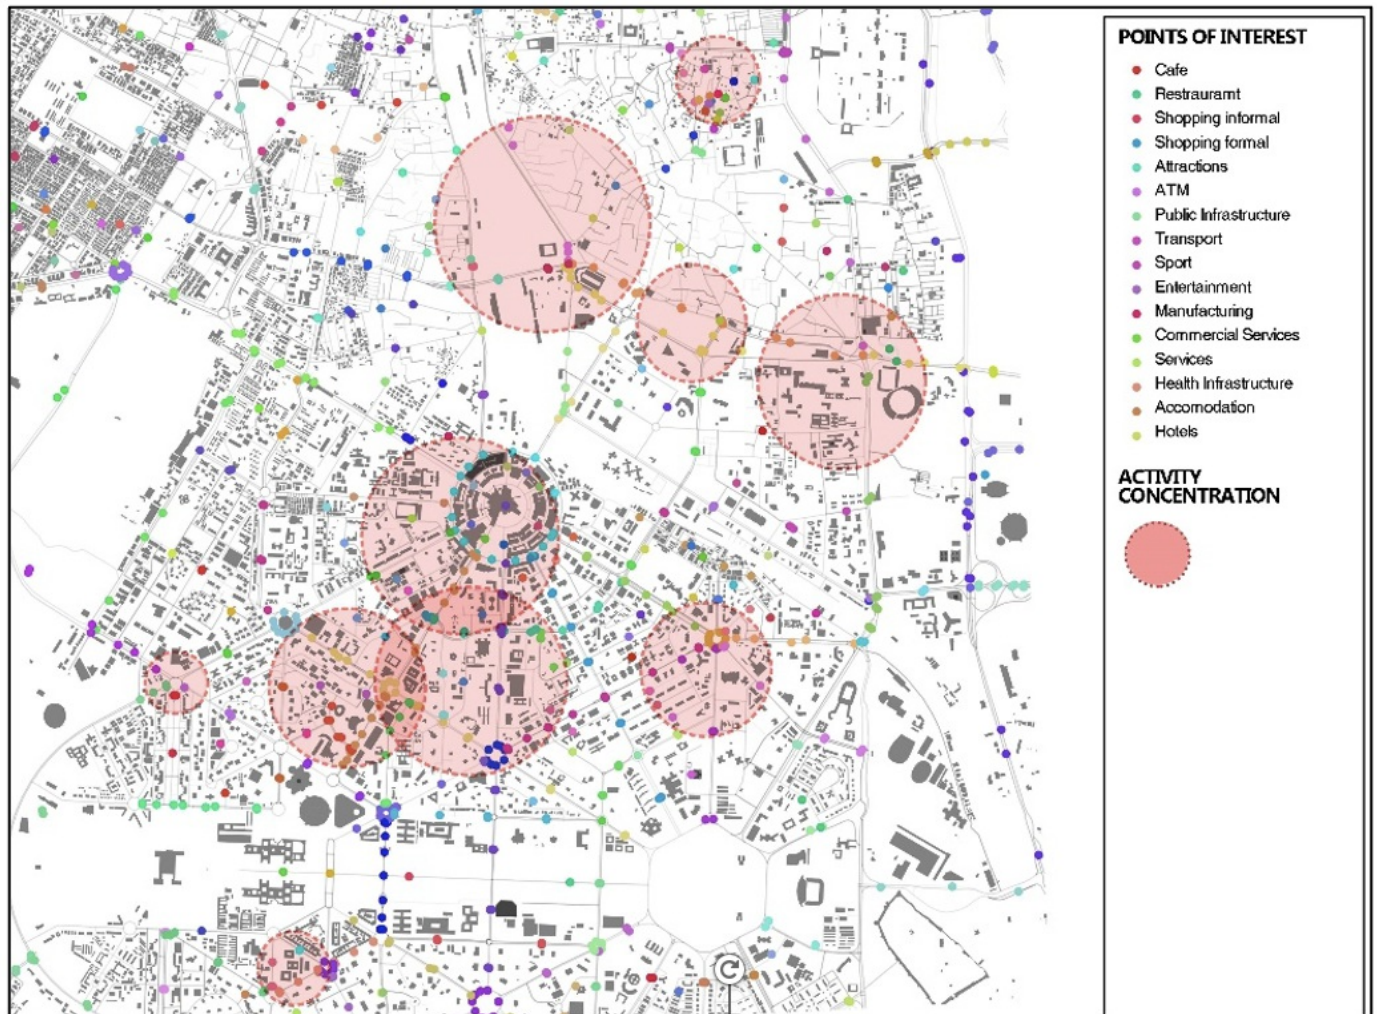 POINTS OF INTEREST
Cafe
Restauramt
Shopping informal
Shopping formal
Attractions
ATM
Public Infrastructure
Transport
Sport
Entertainment
Manufacturing
Commercial Services
Services
Health Infrastructure
Accomodation
Hotels
ACTIVITY
CONCENTRATION